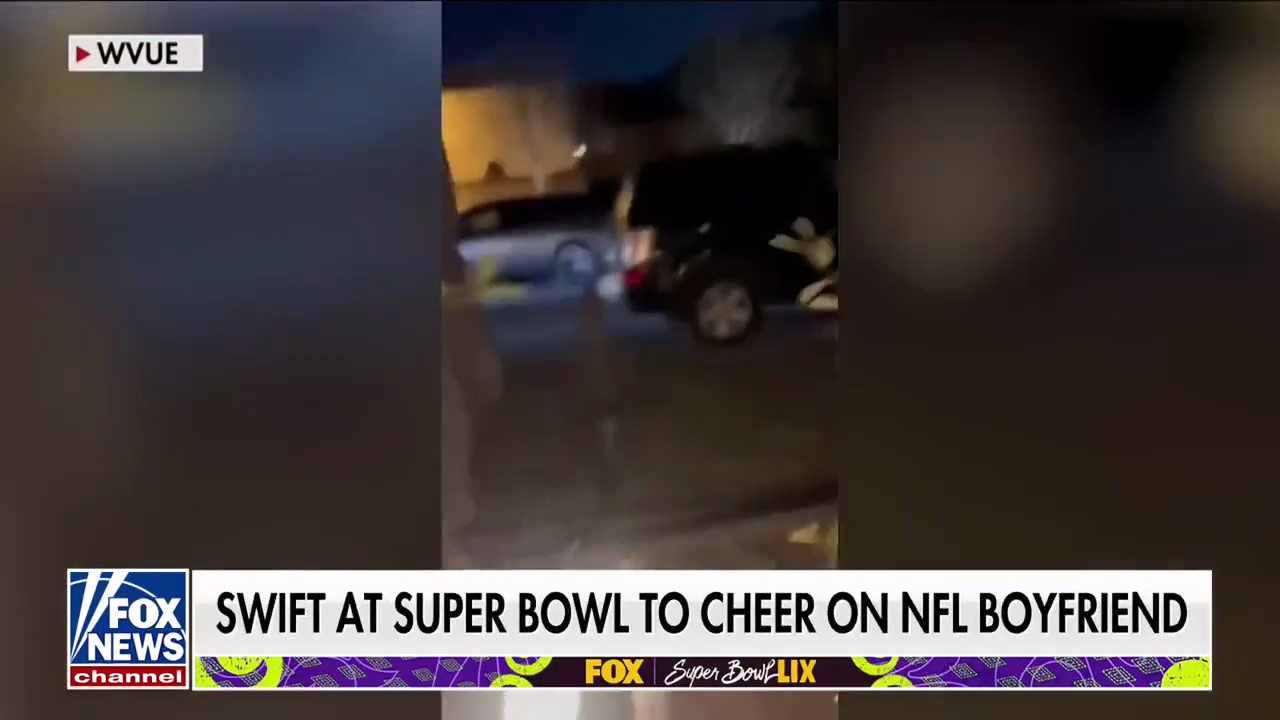 WVUE
SWIFT AT SUPER BOWL TO CHEER ON NFL BOYFRIEND
FOX
NEWS
channel
FOX Super Bowl LIX